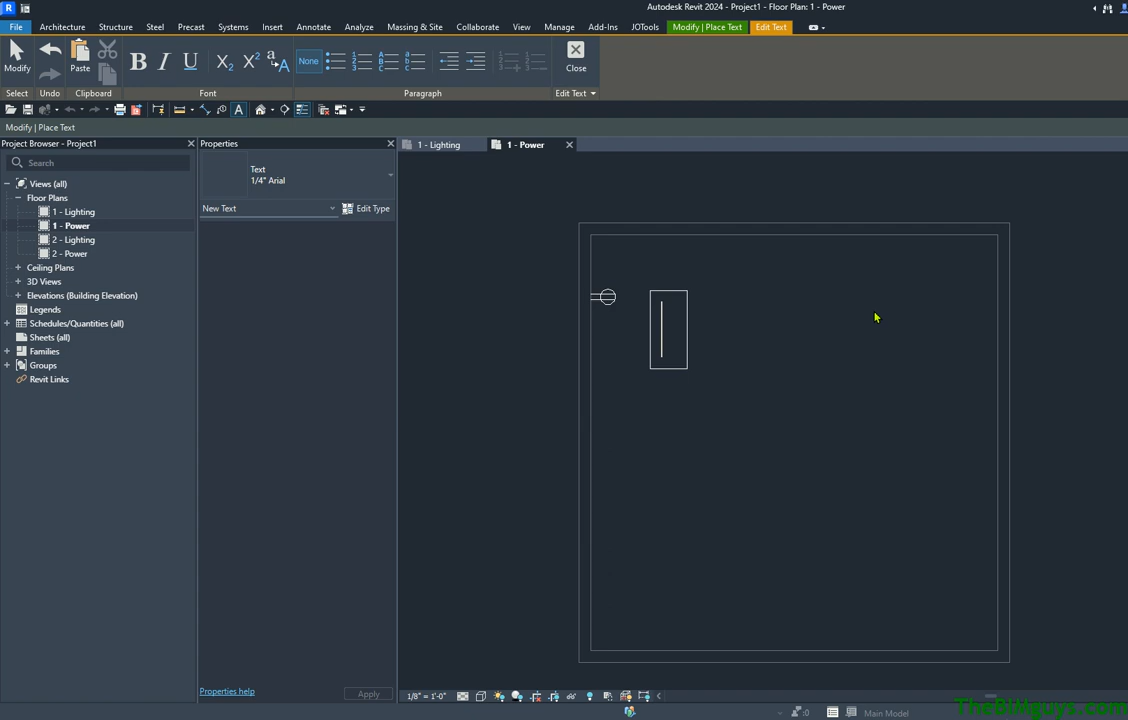 Autodesk Revit 2024 - Project1 - Floor Plan: 1 - Power
File Architecture Structure Steel Precast Systems Insert Annotate Analyze Massing & Site Collaborate View Manage Add-Ins JOTools Modify | Place Text Edit Text
Modify Paste B I U X₂ X² a A None Close
Select Undo Clipboard Font Paragraph Edit Text
A
Modify | Place Text
Project Browser - Project1
Search
Views (all)
Floor Plans
1 - Lighting
1 - Power
2 - Lighting
2 - Power
Ceiling Plans
3D Views
Elevations (Building Elevation)
Legends
Schedules/Quantities (all)
Sheets (all)
Families
Groups
Revit Links
Properties
Text
1/4" Arial
New Text Edit Type
Properties help Apply
1 - Lighting 1 - Power
1/8" = 1'-0"
:0 Main Model
TheBIMguys.com